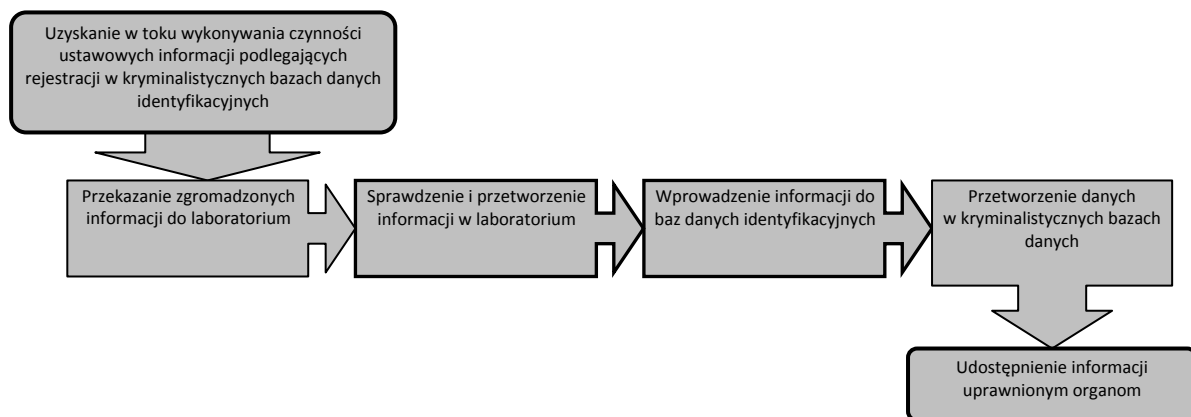 Uzyskanie w toku wykonywania czynności
ustawowych informacji podlegających
rejestracji w kryminalistycznych bazach danych
identyfikacyjnych
Przekazanie zgromadzonych
informacji do laboratorium
Sprawdzenie i przetworzenie
informacji w laboratorium
Wprowadzenie informacji do
baz danych identyfikacyjnych
Przetworzenie danych
w kryminalistycznych bazach
danych
Udostępnienie informacji
uprawnionym organom